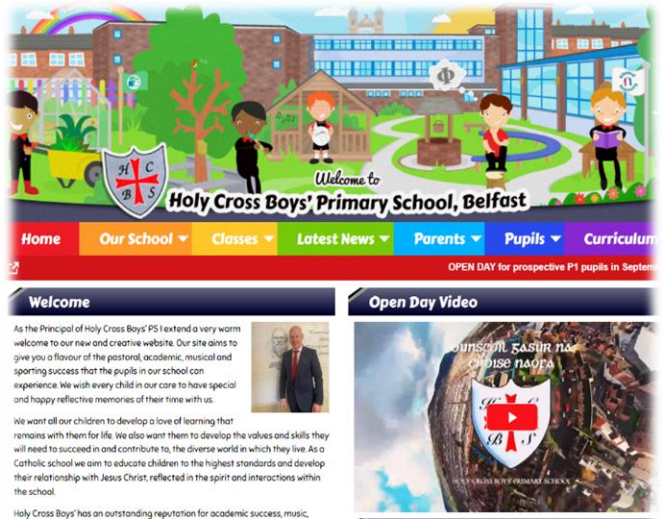 H C
B S
Welcome to
Holy Cross Boys' Primary School, Belfast
Home Our School Classes Latest News Parents Pupils Curriculum
OPEN DAY for prospective P1 pupils in Septem
Welcome
As the Principal of Holy Cross Boys' PS I extend a very warm
welcome to our new and creative website. Our site aims to
give you a flavour of the pastoral, academic, musical and
sporting success that the pupils in our school can
experience. We wish every child in our care to have special
and happy reflective memories of their time with us.
We want all our children to develop a love of learning that
remains with them for life. We also want them to develop the values and skills they
will need to succeed in and contribute to, the diverse world in which they live. As a
Catholic school we aim to educate children to the highest standards and develop
their relationship with Jesus Christ, reflected in the spirit and interactions within
the school.
Holy Cross Boys' has an outstanding reputation for academic success, music,
Open Day Video
B S
HOLY CROSS BOYS' PRIMARY SCHOOL